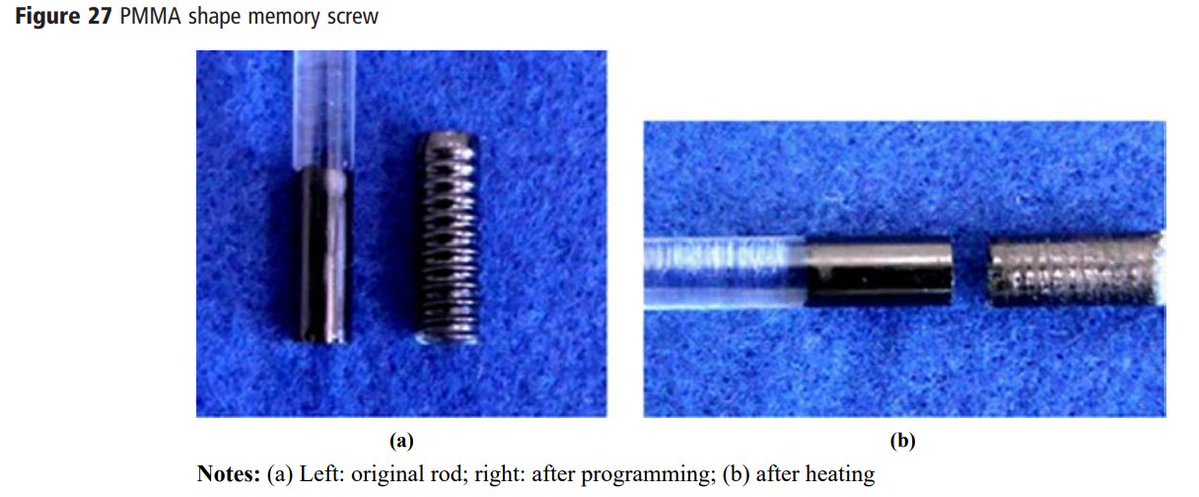 Figure 27 PMMA shape memory screw
(a)
(b)
Notes: (a) Left: original rod; right: after programming; (b) after heating